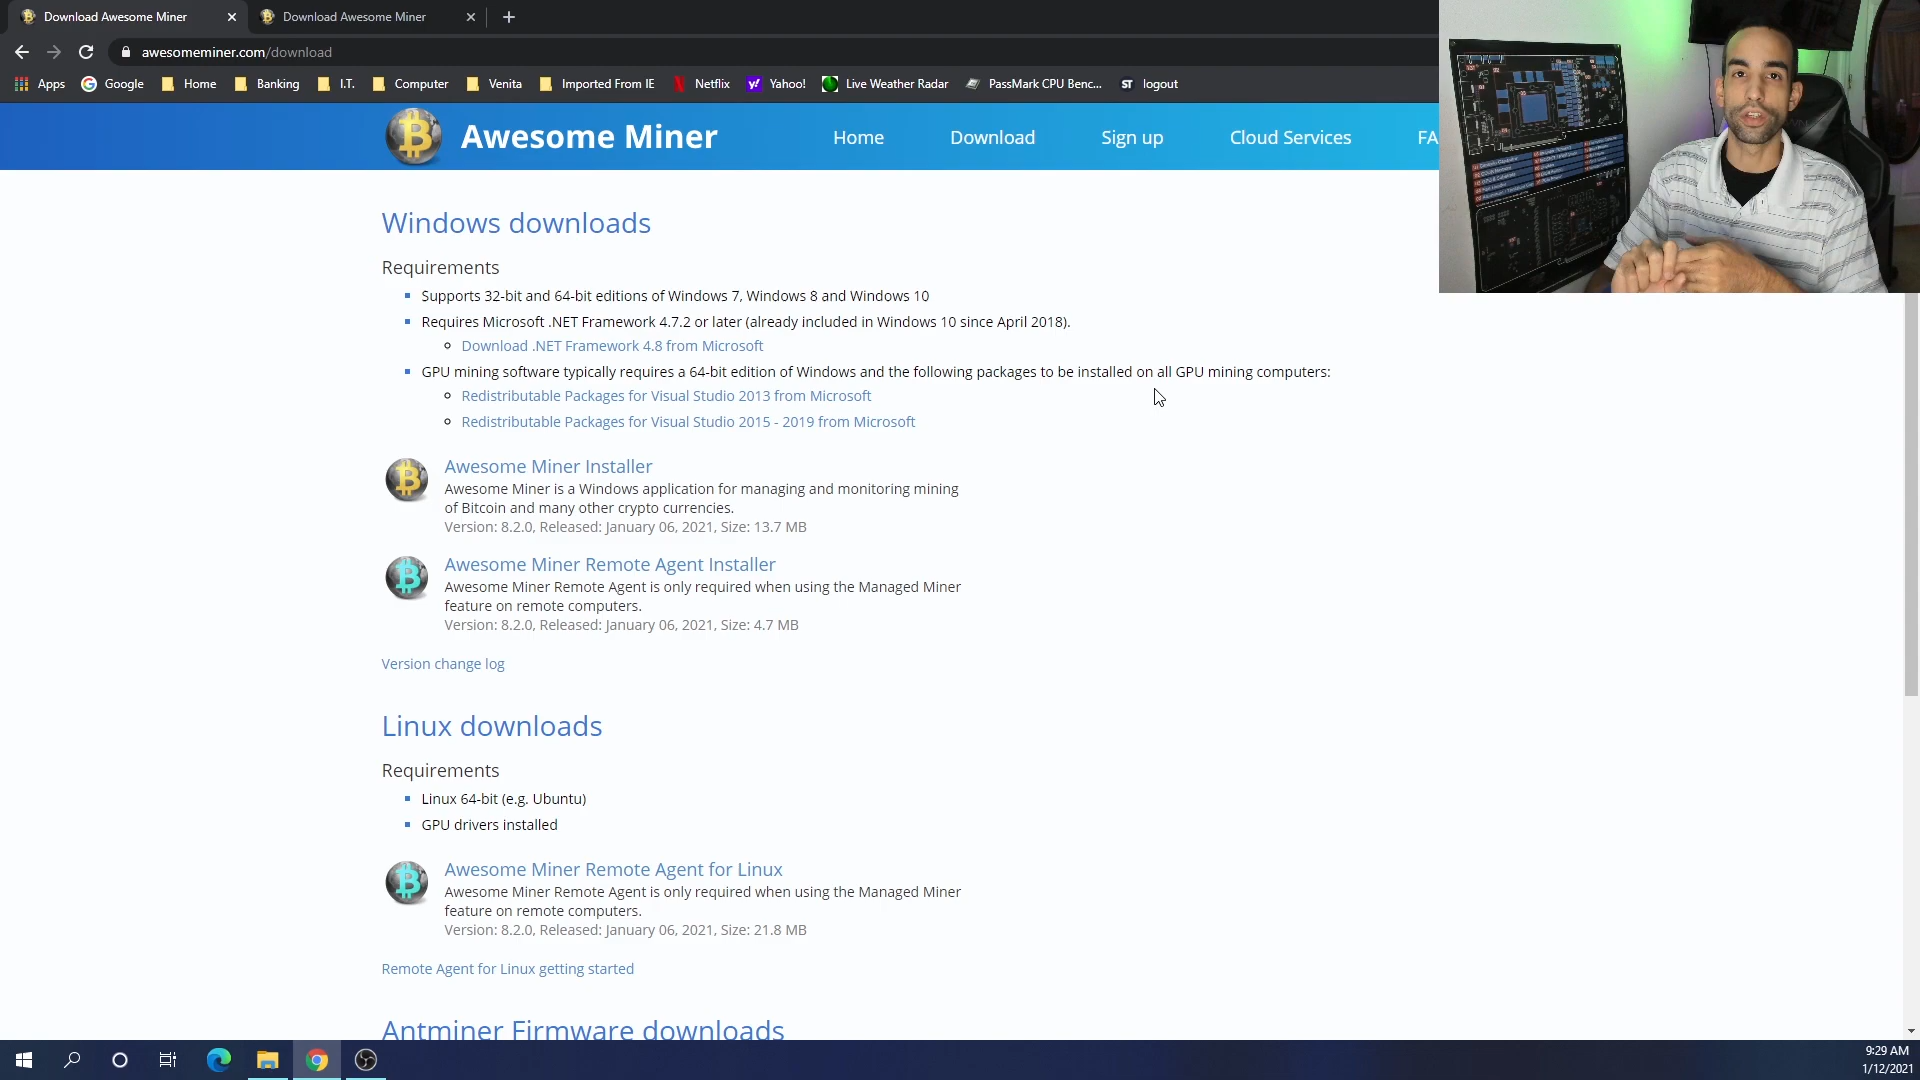 Download Awesome Miner
Download Awesome Miner
awesomeminer.com/download
Apps
Google
Home
Banking
I.T.
Computer
Venita
Imported From IE
Netflix
Yahoo!
Live Weather Radar
PassMark CPU Benc...
ST
logout
Awesome Miner
Home
Download
Sign up
Cloud Services
FA
Windows downloads
Requirements
Supports 32-bit and 64-bit editions of Windows 7, Windows 8 and Windows 10
Requires Microsoft .NET Framework 4.7.2 or later (already included in Windows 10 since April 2018).
Download .NET Framework 4.8 from Microsoft
GPU mining software typically requires a 64-bit edition of Windows and the following packages to be installed on all GPU mining computers:
Redistributable Packages for Visual Studio 2013 from Microsoft
Redistributable Packages for Visual Studio 2015 - 2019 from Microsoft
Awesome Miner Installer
Awesome Miner is a Windows application for managing and monitoring mining
of Bitcoin and many other crypto currencies.
Version: 8.2.0, Released: January 06, 2021, Size: 13.7 MB
Awesome Miner Remote Agent Installer
Awesome Miner Remote Agent is only required when using the Managed Miner
feature on remote computers.
Version: 8.2.0, Released: January 06, 2021, Size: 4.7 MB
Version change log
Linux downloads
Requirements
Linux 64-bit (e.g. Ubuntu)
GPU drivers installed
Awesome Miner Remote Agent for Linux
Awesome Miner Remote Agent is only required when using the Managed Miner
feature on remote computers.
Version: 8.2.0, Released: January 06, 2021, Size: 21.8 MB
Remote Agent for Linux getting started
Antminer Firmware downloads
9:29 AM
1/12/2021